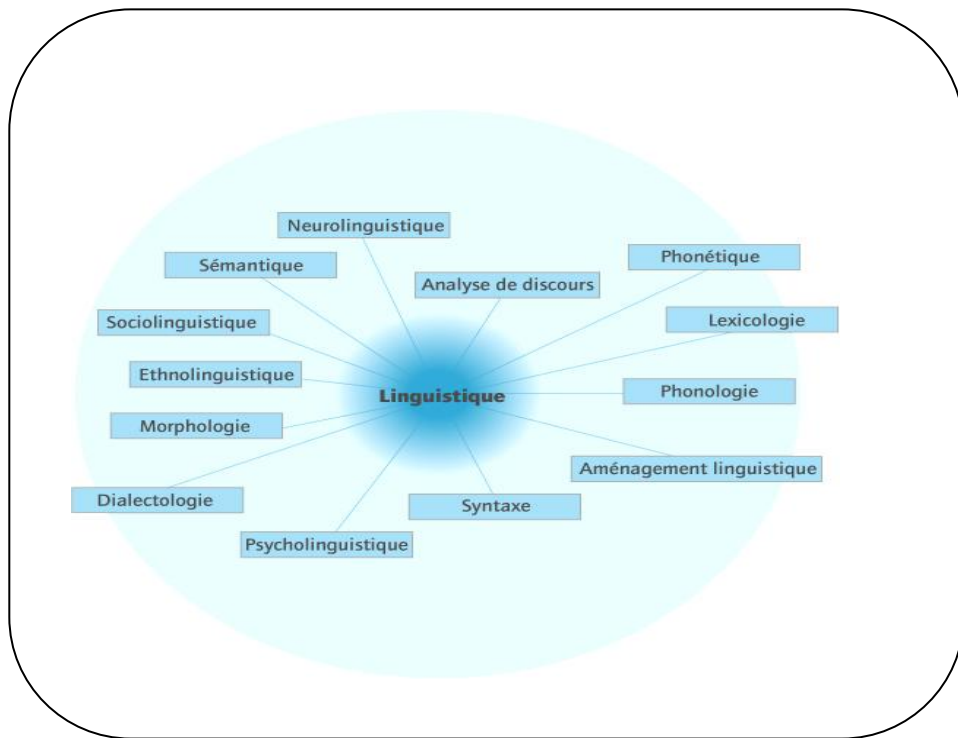 Neurolinguistique
Phonétique
Sémantique
Analyse de discours
Sociolinguistique
Lexicologie
Ethnolinguistique
Linguistique
Phonologie
Morphologie
Aménagement linguistique
Dialectologie
Syntaxe
Psycholinguistique